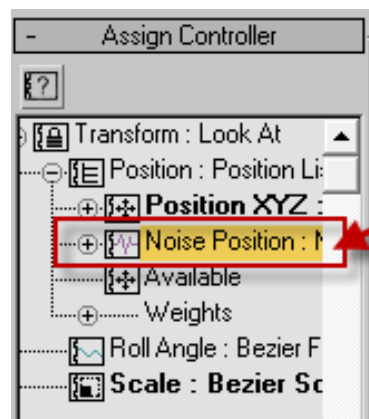 - Assign Controller
?
Transform : Look At
Position : Position Li
Position XYZ :
Noise Position :
Available
Weights
Roll Angle : Bezier F
Scale : Bezier Sc